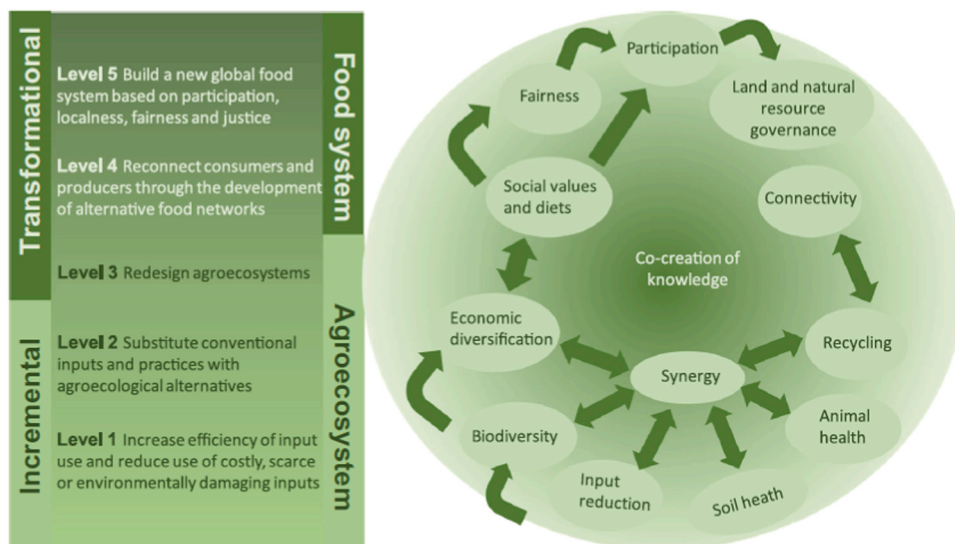 Transformational
Incremental
Level 5 Build a new global food
system based on participation,
localness, fairness and justice
Level 4 Reconnect consumers and
producers through the development
of alternative food networks
Level 3 Redesign agroecosystems
Level 2 Substitute conventional
inputs and practices with
agroecological alternatives
Level 1 Increase efficiency of input
use and reduce use of costly, scarce
or environmentally damaging inputs
Food system
Agroecosystem
Participation
Fairness
Land and natural
resource
governance
Social values
and diets
Connectivity
Co-creation of
knowledge
Economic
diversification
Recycling
Synergy
Animal
health
Biodiversity
Input
reduction
Soil heath